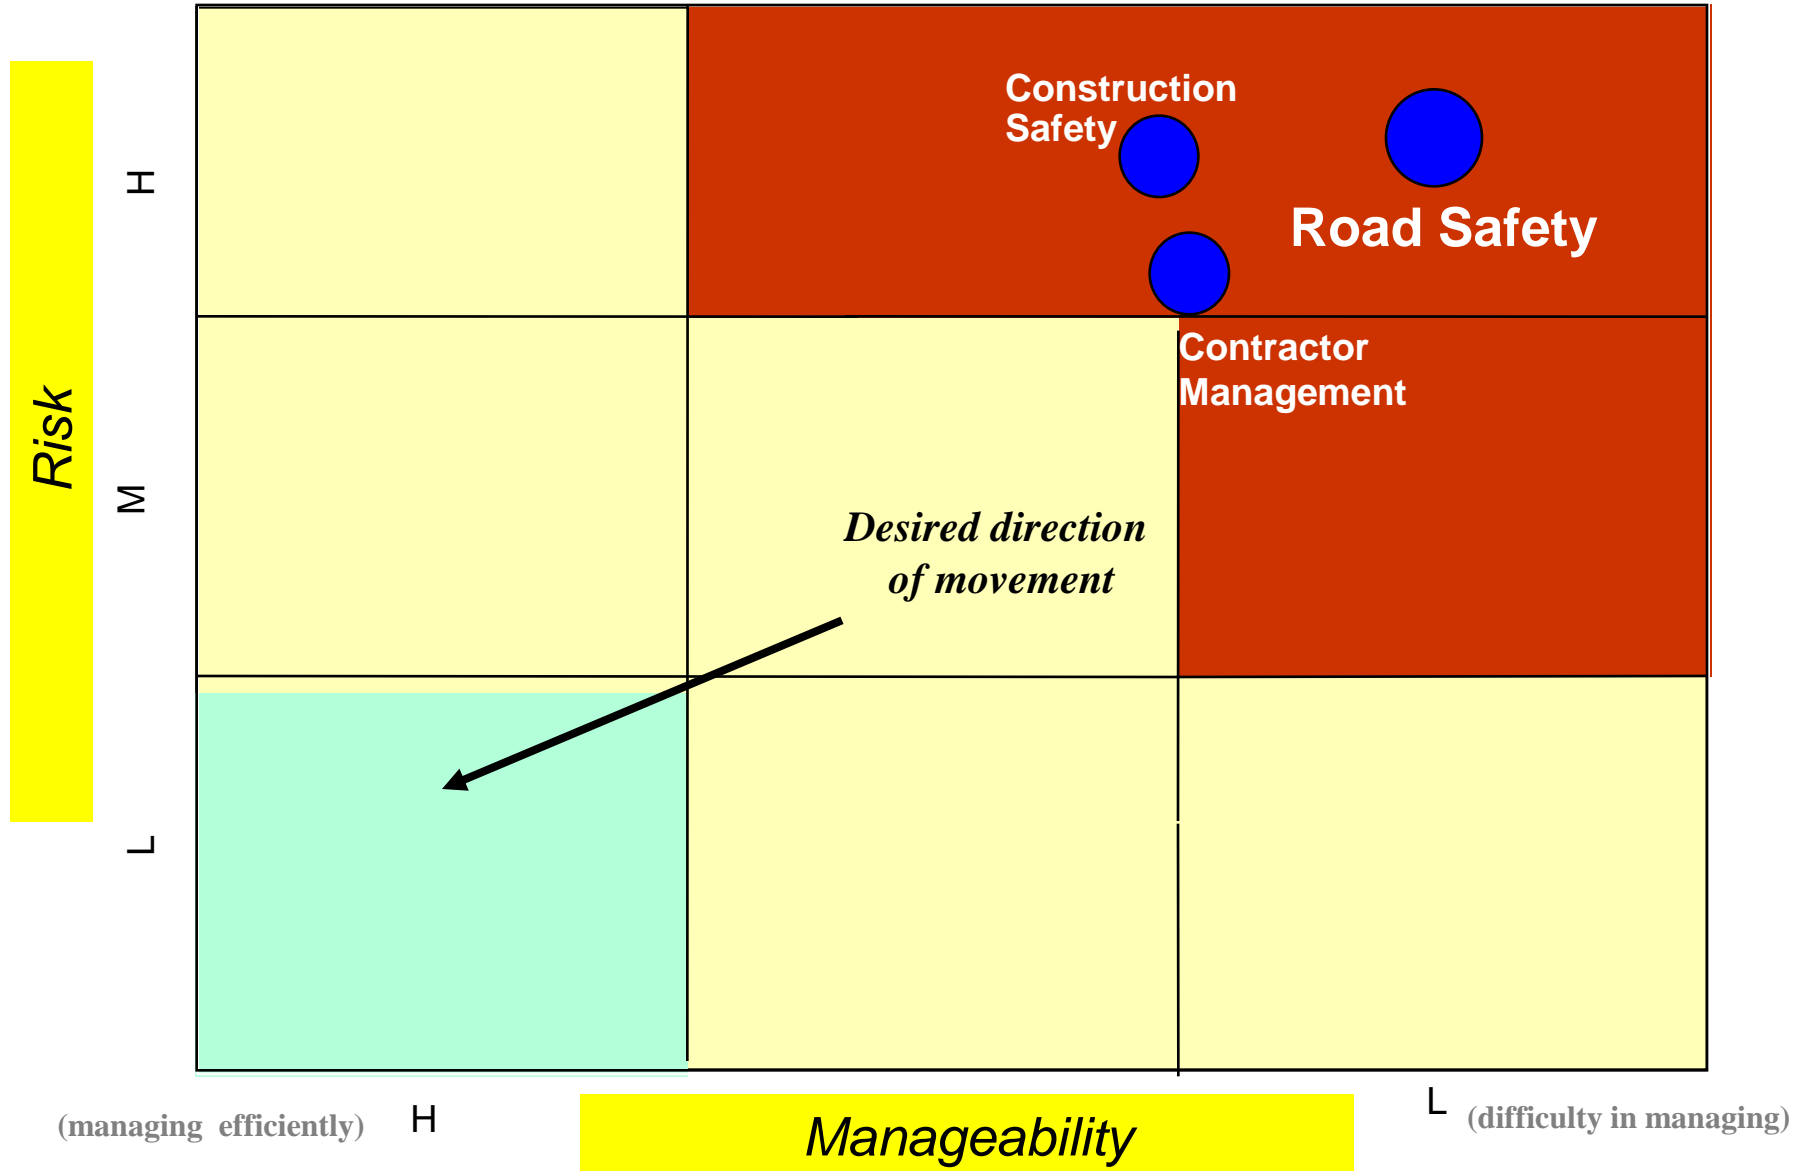 Construction
Safety
Road Safety
H
Contractor
Management
Risk
M
Desired direction
of movement
L
(managing efficiently)
H
Manageability
L
(difficulty in managing)